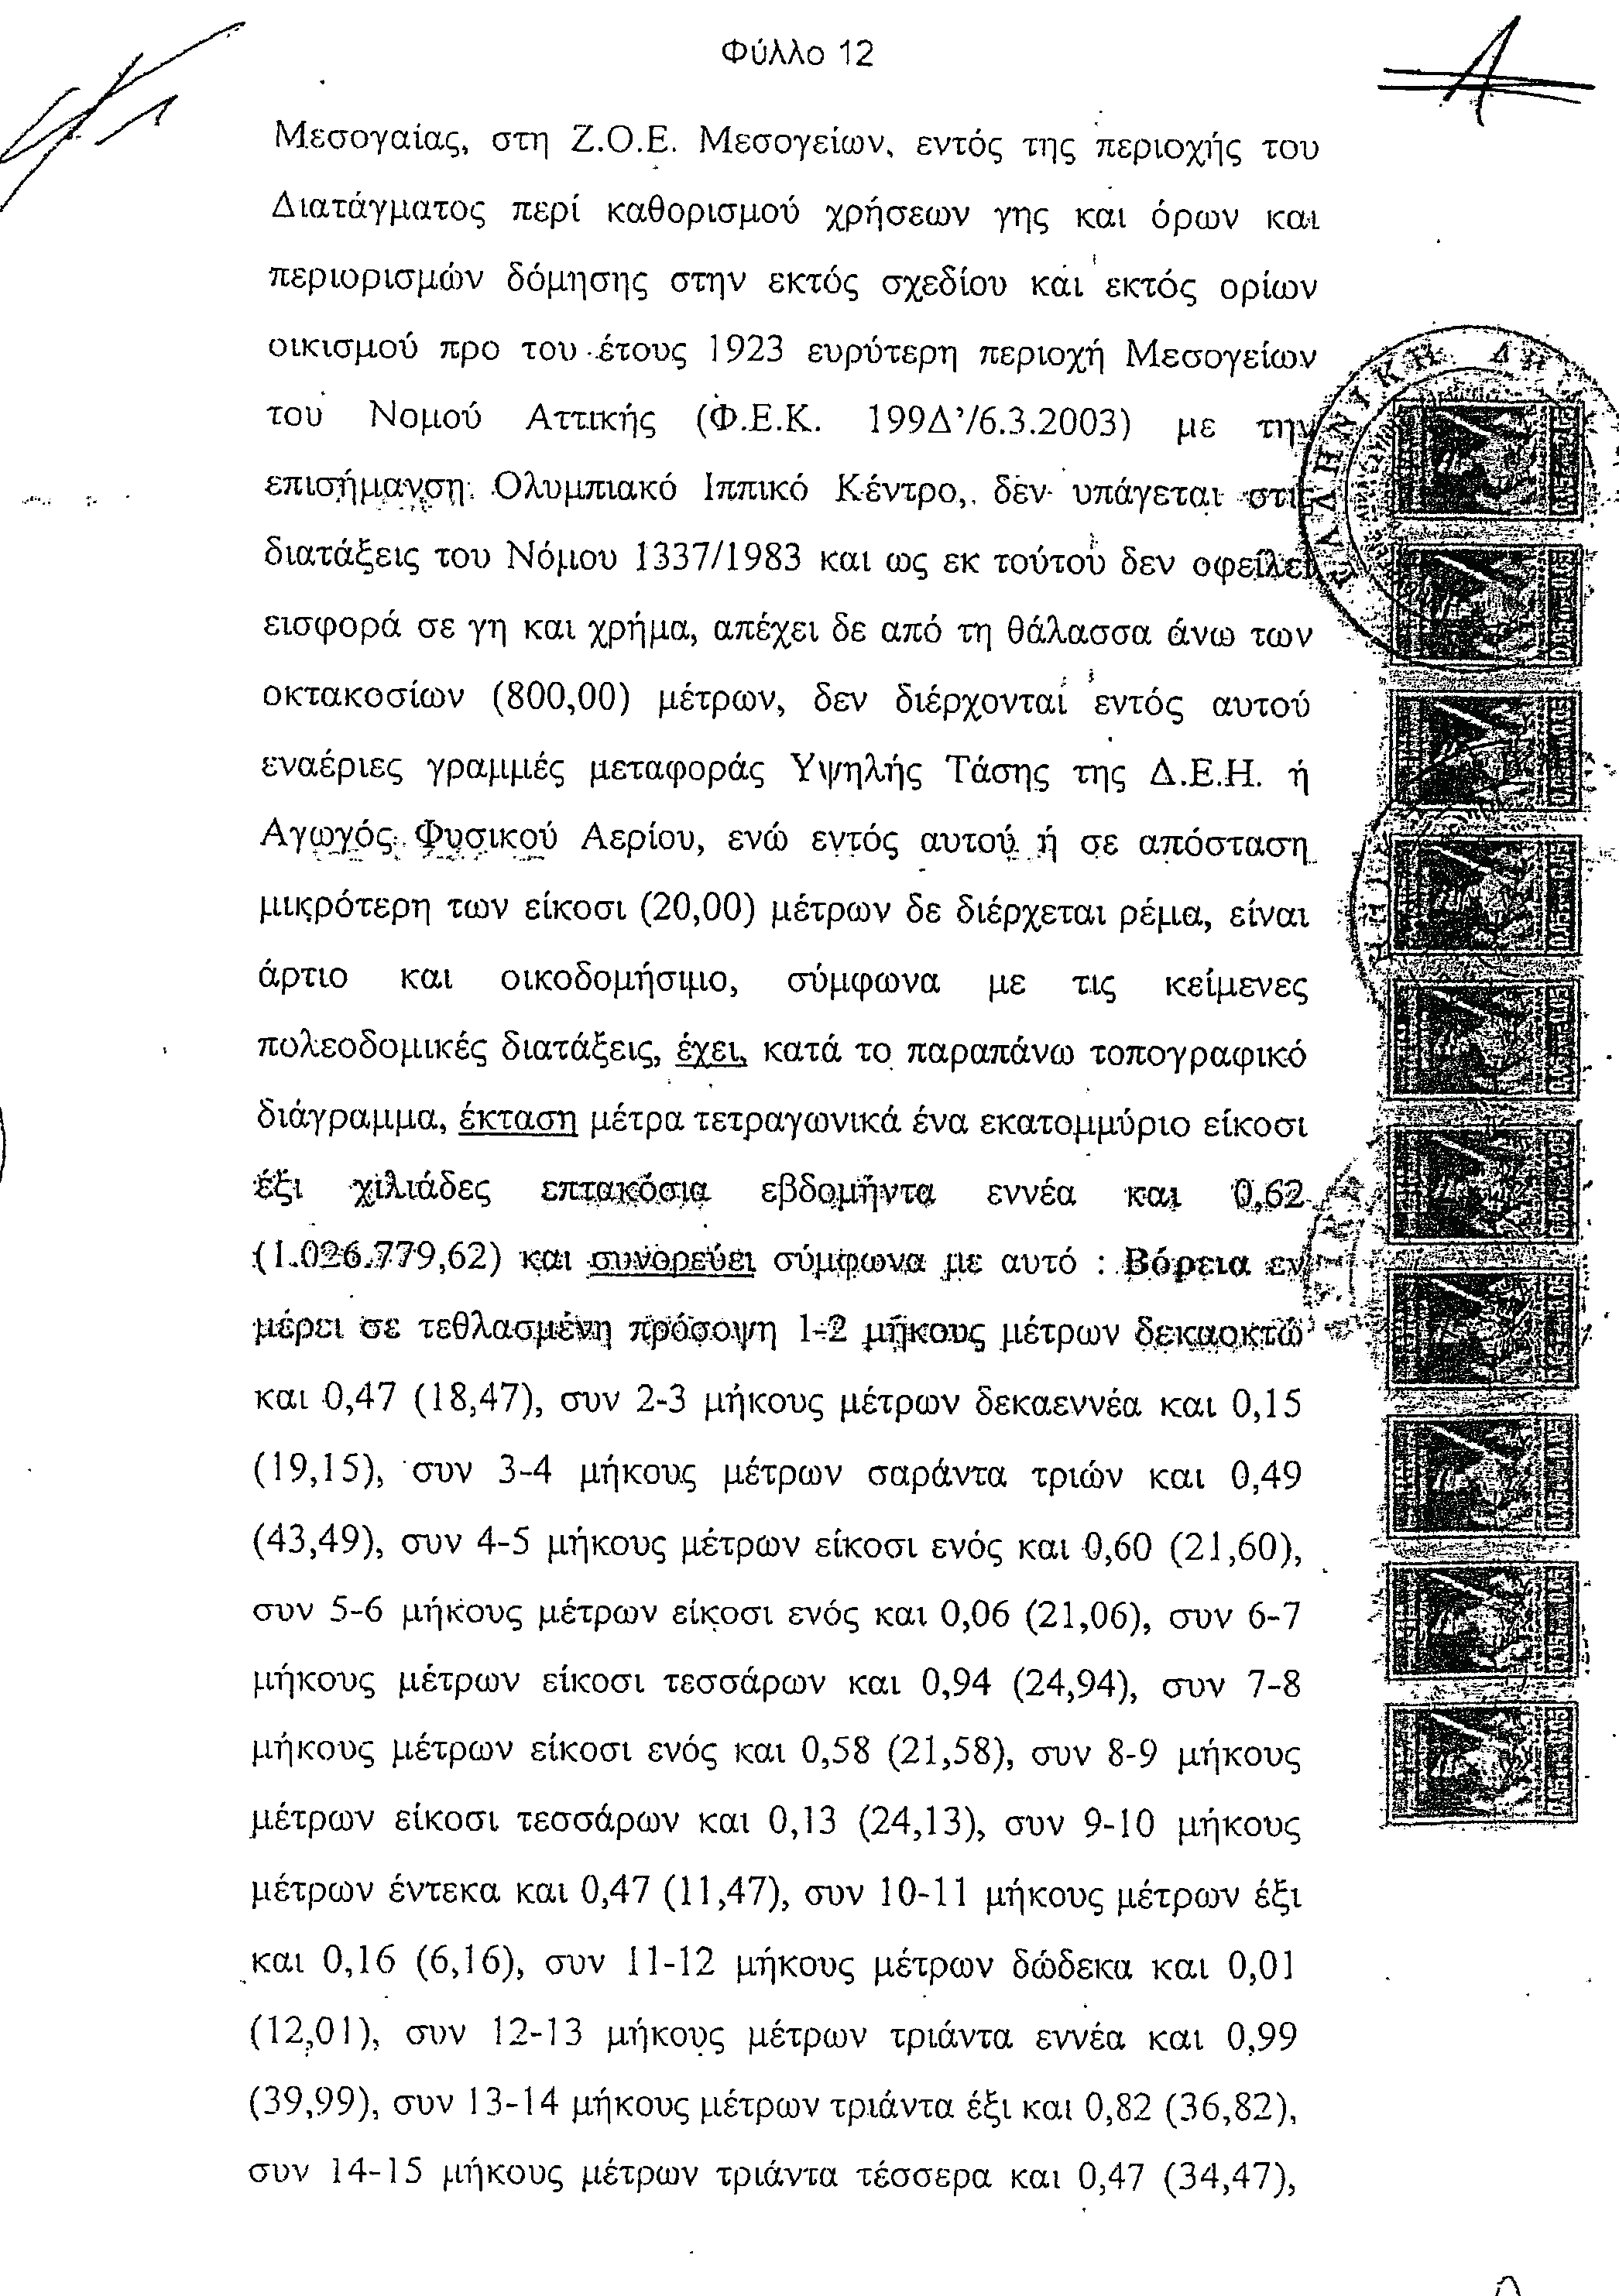 Φύλλο 12
Μεσογαίας, στη Ζ.Ο.Ε. Μεσογείων, εντός της περιοχής του
Διατάγματος περί καθορισμού χρήσεων γης και όρων και
περιορισμών δόμησης στην εκτός σχεδίου και εκτός ορίων
οικισμού προ του έτους 1923 ευρύτερη περιοχή Μεσογείων
του Νομού Αττικής (Φ.Ε.Κ. 199Δ’/6.3.2003) με την
επισήμανση Ολυμπιακό Ιππικό Κέντρο, δεν υπάγεται στις
διατάξεις του Νόμου 1337/1983 και ως εκ τούτου δεν οφείλει
εισφορά σε γη και χρήμα, απέχει δε από τη θάλασσα άνω των
οκτακοσίων (800,00) μέτρων, δεν διέρχονται εντός αυτού
εναέριες γραμμές μεταφοράς Υψηλής Τάσης της Δ.Ε.Η. ή
Αγωγός Φυσικού Αερίου, ενώ εντός αυτού ή σε απόσταση
μικρότερη των είκοσι (20,00) μέτρων δε διέρχεται ρέμα, είναι
άρτιο και οικοδομήσιμο, σύμφωνα με τις κείμενες
πολεοδομικές διατάξεις, έχει, κατά το παραπάνω τοπογραφικό
διάγραμμα, έκταση μέτρα τετραγωνικά ένα εκατομμύριο είκοσι
έξι χιλιάδες επτακόσια εβδομήντα εννέα και 0,62
(1.026.779,62) και συνορεύει σύμφωνα με αυτό : Βόρεια εν
μέρει σε τεθλασμένη πρόσοψη 1-2 μήκους μέτρων δεκαοκτώ
και 0,47 (18,47), συν 2-3 μήκους μέτρων δεκαεννέα και 0,15
(19,15), συν 3-4 μήκους μέτρων σαράντα τριών και 0,49
(43,49), συν 4-5 μήκους μέτρων είκοσι ενός και 0,60 (21,60),
συν 5-6 μήκους μέτρων είκοσι ενός και 0,06 (21,06), συν 6-7
μήκους μέτρων είκοσι τεσσάρων και 0,94 (24,94), συν 7-8
μήκους μέτρων είκοσι ενός και 0,58 (21,58), συν 8-9 μήκους
μέτρων είκοσι τεσσάρων και 0,13 (24,13), συν 9-10 μήκους
μέτρων έντεκα και 0,47 (11,47), συν 10-11 μήκους μέτρων έξι
και 0,16 (6,16), συν 11-12 μήκους μέτρων δώδεκα και 0,01
(12,01), συν 12-13 μήκους μέτρων τριάντα εννέα και 0,99
(39,99), συν 13-14 μήκους μέτρων τριάντα έξι και 0,82 (36,82),
συν 14-15 μήκους μέτρων τριάντα τέσσερα και 0,47 (34,47),